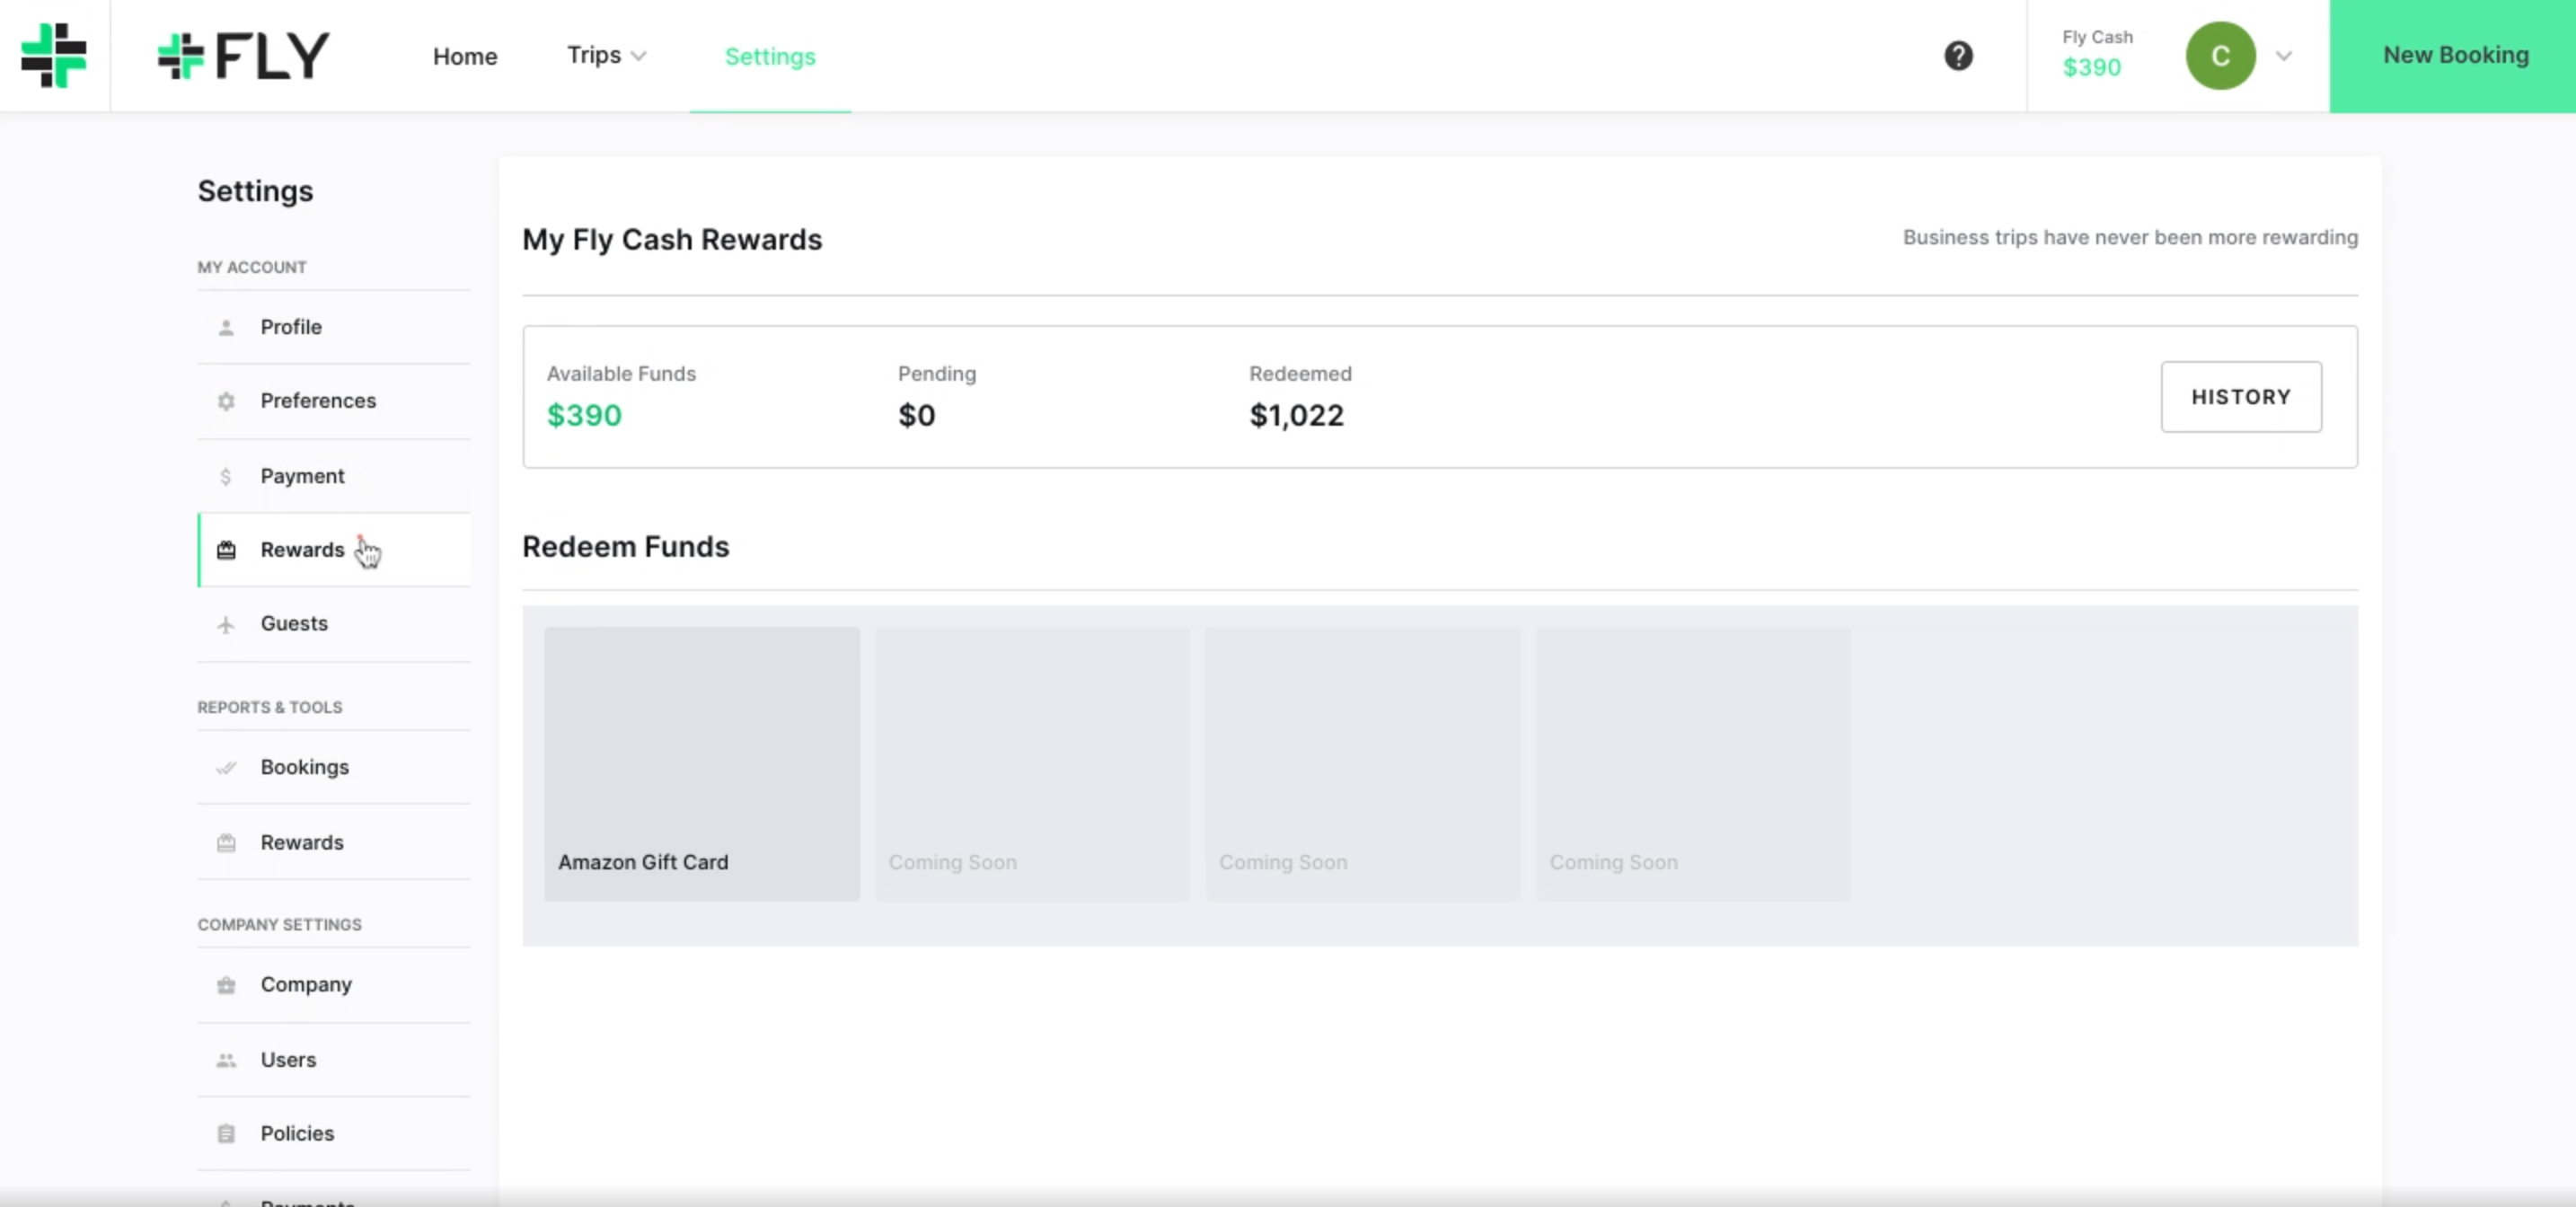 FLY
Home
Trips
Settings
Fly Cash
$390
C
New Booking
Settings
MY ACCOUNT
Profile
Preferences
Payment
Rewards
Guests
REPORTS & TOOLS
Bookings
Rewards
COMPANY SETTINGS
Company
Users
Policies
Payments
My Fly Cash Rewards
Business trips have never been more rewarding
Available Funds
$390
Pending
$0
Redeemed
$1,022
HISTORY
Redeem Funds
Amazon Gift Card
Coming Soon
Coming Soon
Coming Soon